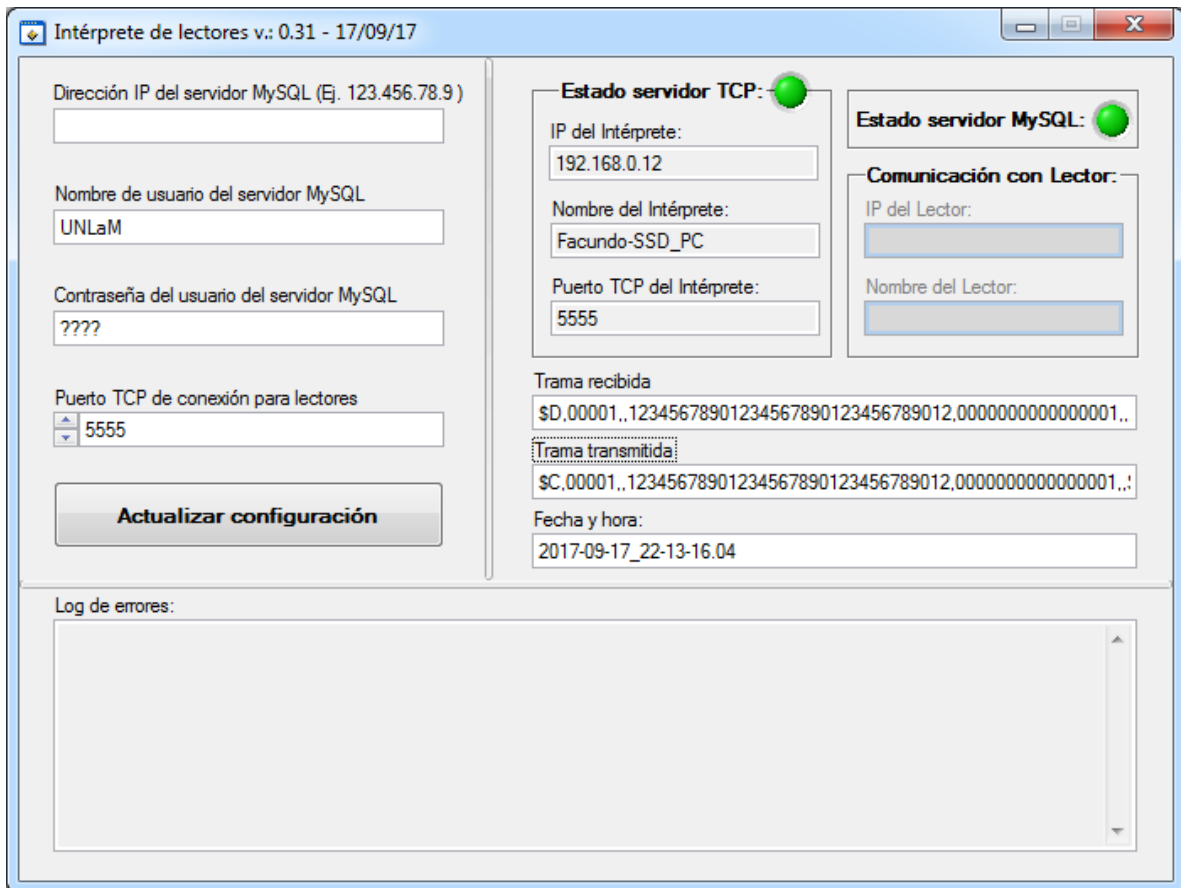 Intérprete de lectores v.: 0.31 - 17/09/17
Dirección IP del servidor MySQL (Ej. 123.456.78.9 )
Nombre de usuario del servidor MySQL
UNLaM
Contraseña del usuario del servidor MySQL
????
Puerto TCP de conexión para lectores
5555
Actualizar configuración
Estado servidor TCP:
IP del Intérprete:
192.168.0.12
Nombre del Intérprete:
Facundo-SSD_PC
Puerto TCP del Intérprete:
5555
Estado servidor MySQL:
Comunicación con Lector:
IP del Lector:
Nombre del Lector:
Trama recibida
$D,00001,,12345678901234567890123456789012,0000000000000001,,
Trama transmitida
$C,00001,,12345678901234567890123456789012,0000000000000001,,
Fecha y hora:
2017-09-17_22-13-16.04
Log de errores: